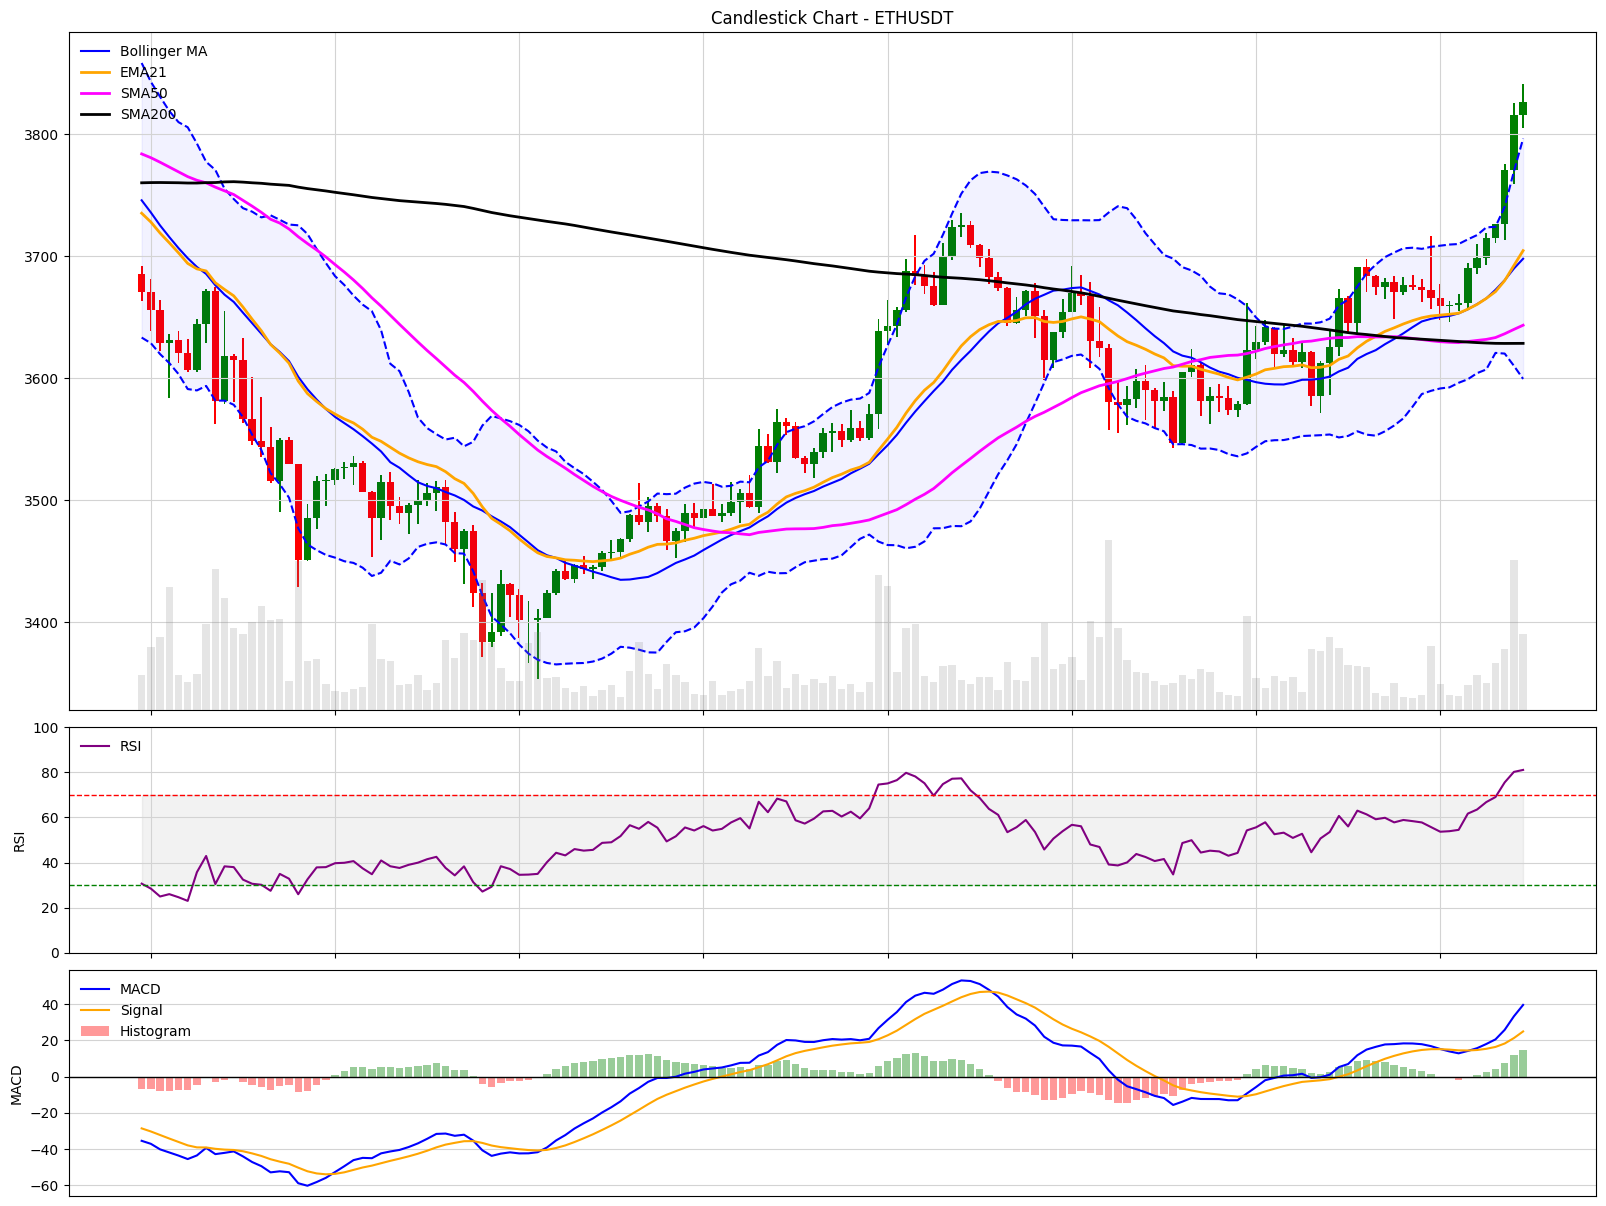 Candlestick Chart - ETHUSDT
Bollinger MA
EMA21
SMA50
SMA200
3800
3700
3600
3500
3400
RSI
100
80
60
40
20
0
RSI
MACD
Signal
Histogram
40
20
0
−20
−40
−60
MACD